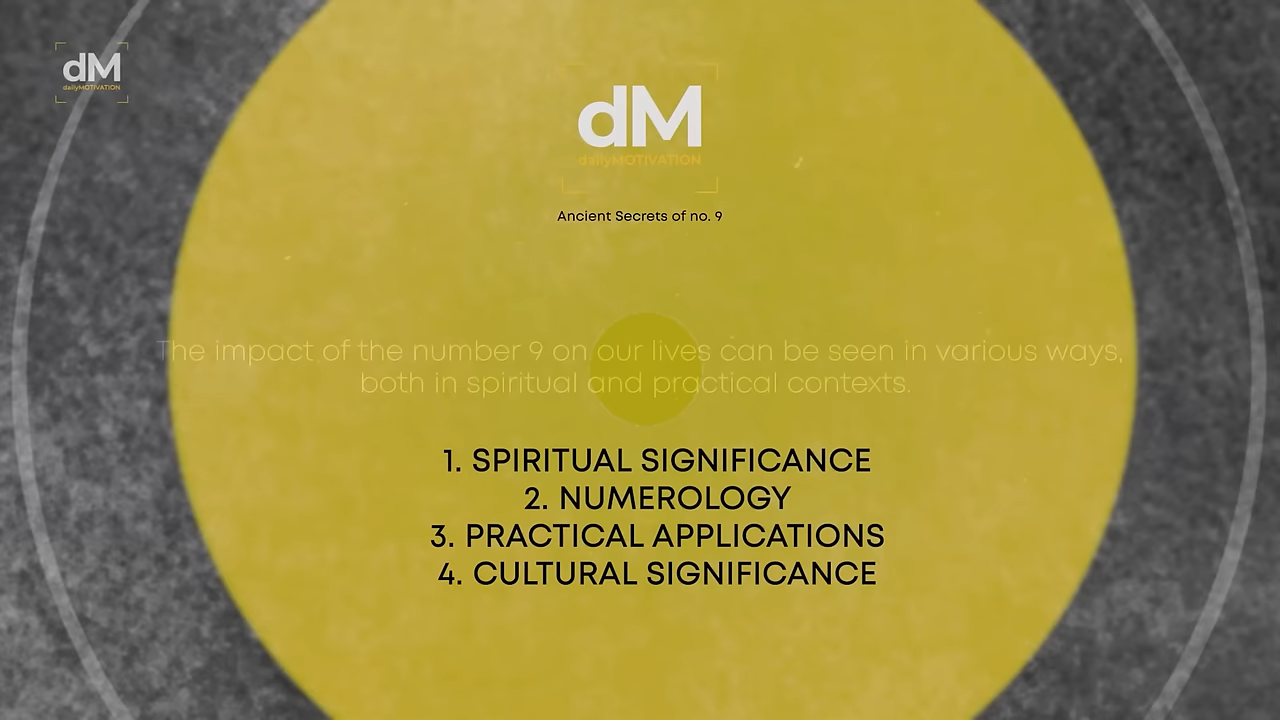 dM
dailyMOTIVATION
dM
dailyMOTIVATION
Ancient Secrets of no. 9
The impact of the number 9 on our lives can be seen in various ways,
both in spiritual and practical contexts.
1. SPIRITUAL SIGNIFICANCE
2. NUMEROLOGY
3. PRACTICAL APPLICATIONS
4. CULTURAL SIGNIFICANCE